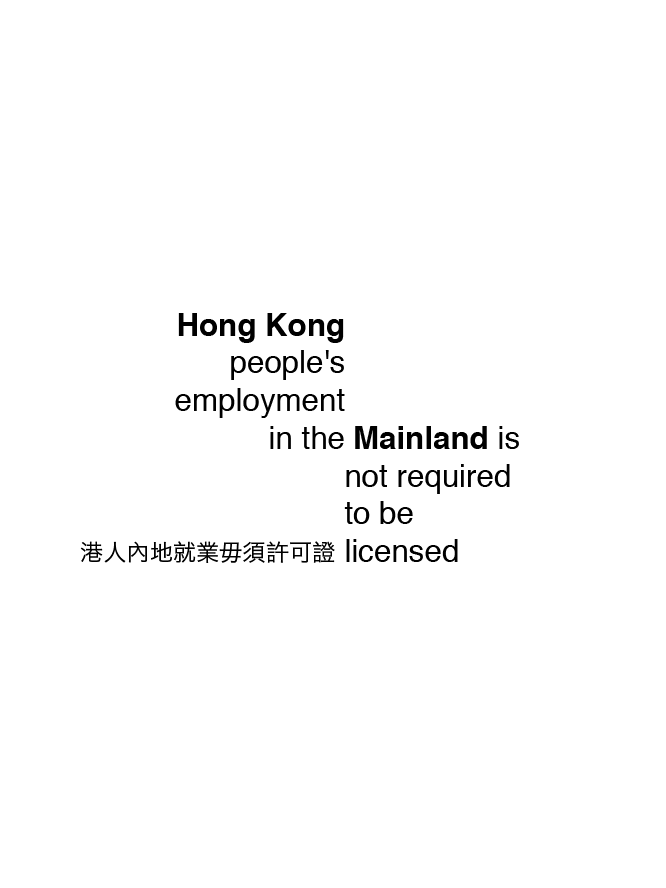 Hong Kong
people's
employment
in the Mainland is
not required
to be
港人內地就業毋須許可證 licensed